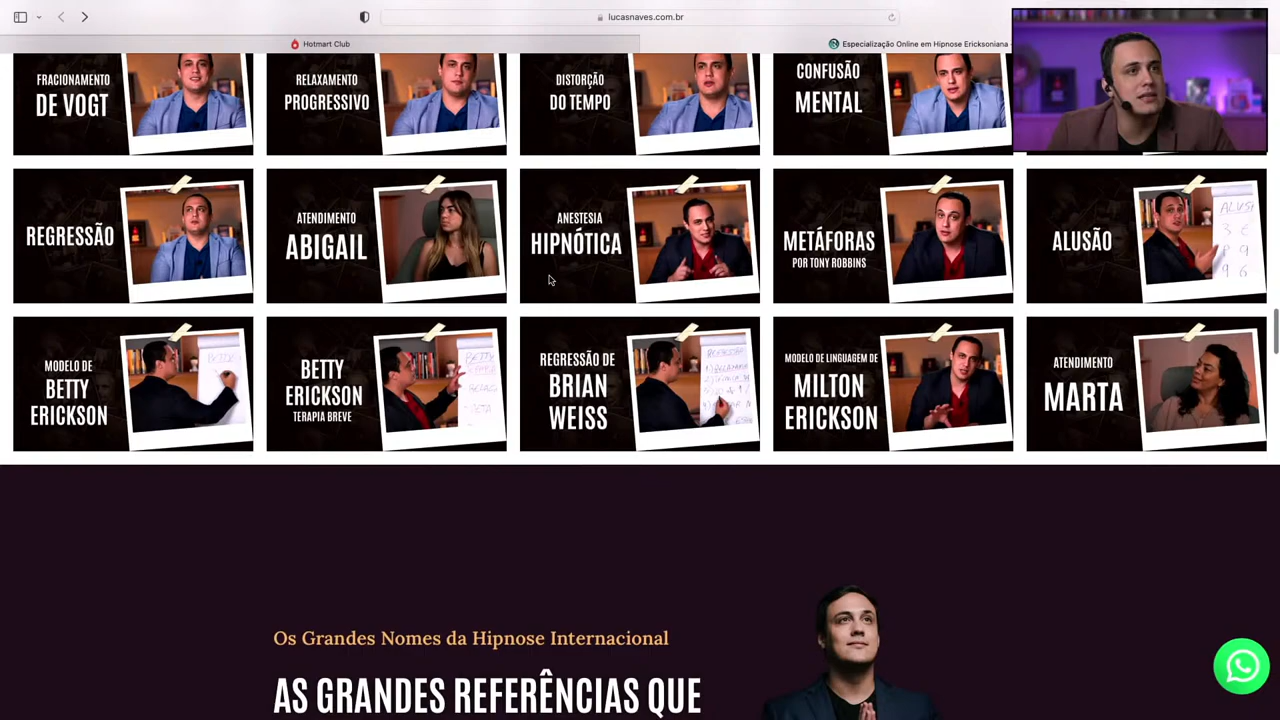 lucasnaves.com.br
Hotmart Club
Especialização Online em Hipnose Ericksoniana
FRACIONAMENTO
DE VOGT
RELAXAMENTO
PROGRESSIVO
DISTORÇÃO
DO TEMPO
CONFUSÃO
MENTAL
REGRESSÃO
ATENDIMENTO
ABIGAIL
ANESTESIA
HIPNÓTICA
METÁFORAS
POR TONY ROBBINS
ALUSÃO
MODELO DE
BETTY
ERICKSON
BETTY
ERICKSON
TERAPIA BREVE
REGRESSÃO DE
BRIAN
WEISS
MODELO DE LINGUAGEM DE
MILTON
ERICKSON
ATENDIMENTO
MARTA
Os Grandes Nomes da Hipnose Internacional
AS GRANDES REFERÊNCIAS QUE